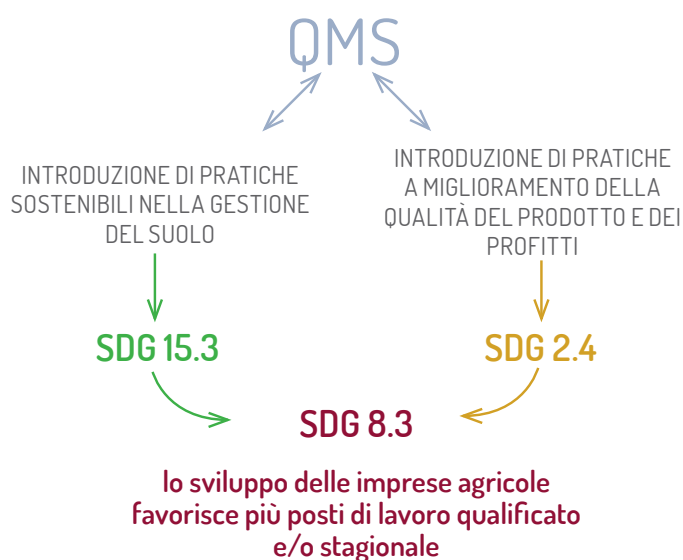 QMS
INTRODUZIONE DI PRATICHE
SOSTENIBILI NELLA GESTIONE
DEL SUOLO
INTRODUZIONE DI PRATICHE
A MIGLIORAMENTO DELLA
QUALITÀ DEL PRODOTTO E DEI
PROFITTI
SDG 15.3
SDG 2.4
SDG 8.3
lo sviluppo delle imprese agricole
favorisce più posti di lavoro qualificato
e/o stagionale